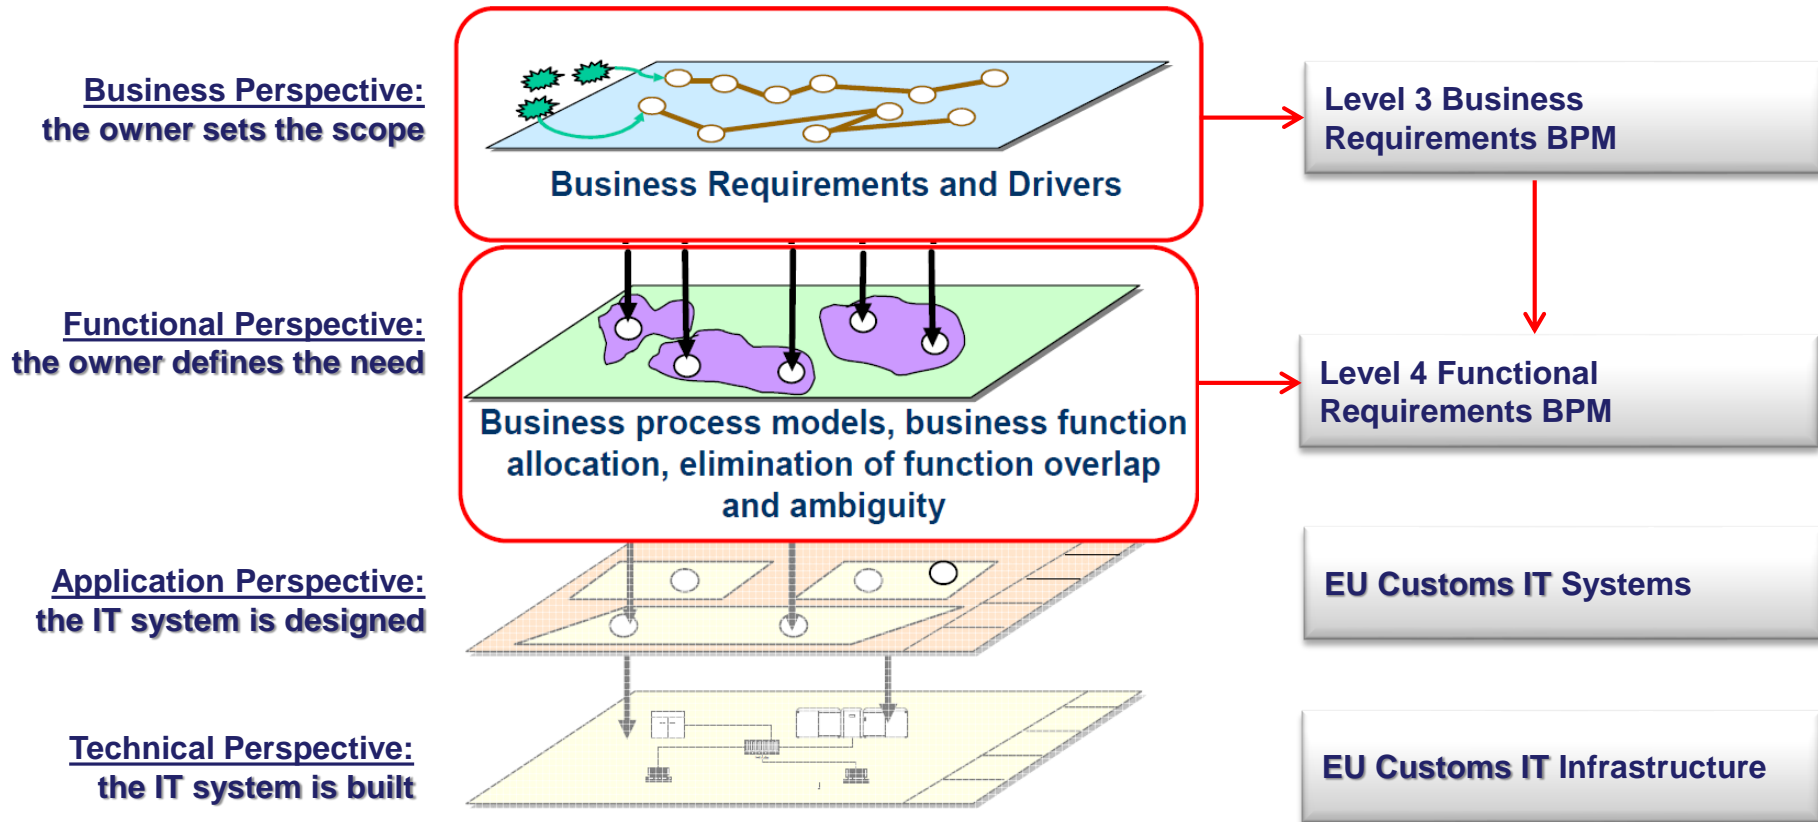 Business Perspective:
the owner sets the scope
Business Requirements and Drivers
Level 3 Business
Requirements BPM
Functional Perspective:
the owner defines the need
Business process models, business function
allocation, elimination of function overlap
and ambiguity
Level 4 Functional
Requirements BPM
Application Perspective:
the IT system is designed
EU Customs IT Systems
Technical Perspective:
the IT system is built
EU Customs IT Infrastructure